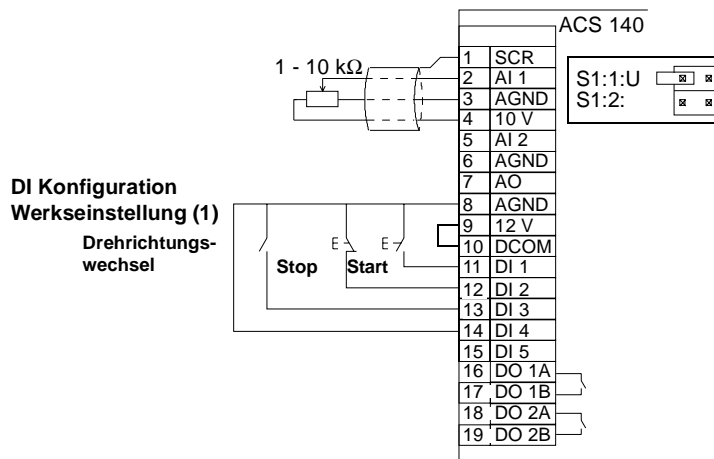 ACS 140
1 - 10 kΩ
1 SCR
2 AI 1
3 AGND
4 10 V
5 AI 2
6 AGND
7 AO
8 AGND
9 12 V
10 DCOM
11 DI 1
12 DI 2
13 DI 3
14 DI 4
15 DI 5
16 DO 1A
17 DO 1B
18 DO 2A
19 DO 2B
S1:1:U
S1:2:
DI Konfiguration
Werkseinstellung (1)
Drehrichtungs-
wechsel
Stop
Start